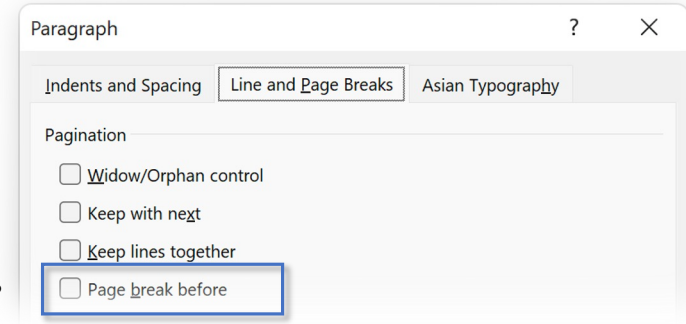 Paragraph ?
Indents and Spacing Line and Page Breaks Asian Typography
Pagination
Widow/Orphan control
Keep with next
Keep lines together
Page break before